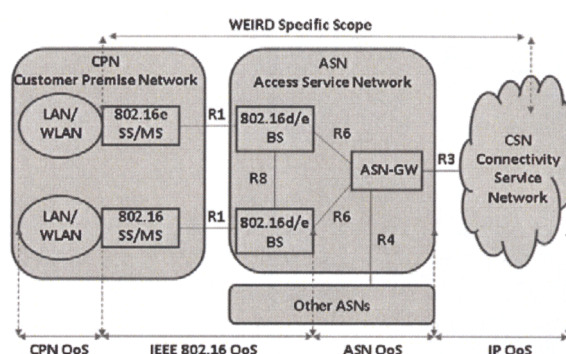 WEIRD Specific Scope
CPN
Customer Premise Network
ASN
Access Service Network
LAN/
WLAN
802.16e
SS/MS
R1
802.16d/e
BS
R6
R8
ASN-GW
R3
CSN
Connectivity
Service
Network
LAN/
WLAN
802.16
SS/MS
R1
802.16d/e
BS
R6
R4
Other ASNs
CPN QoS
IEEE 802.16 QoS
ASN QoS
IP QoS